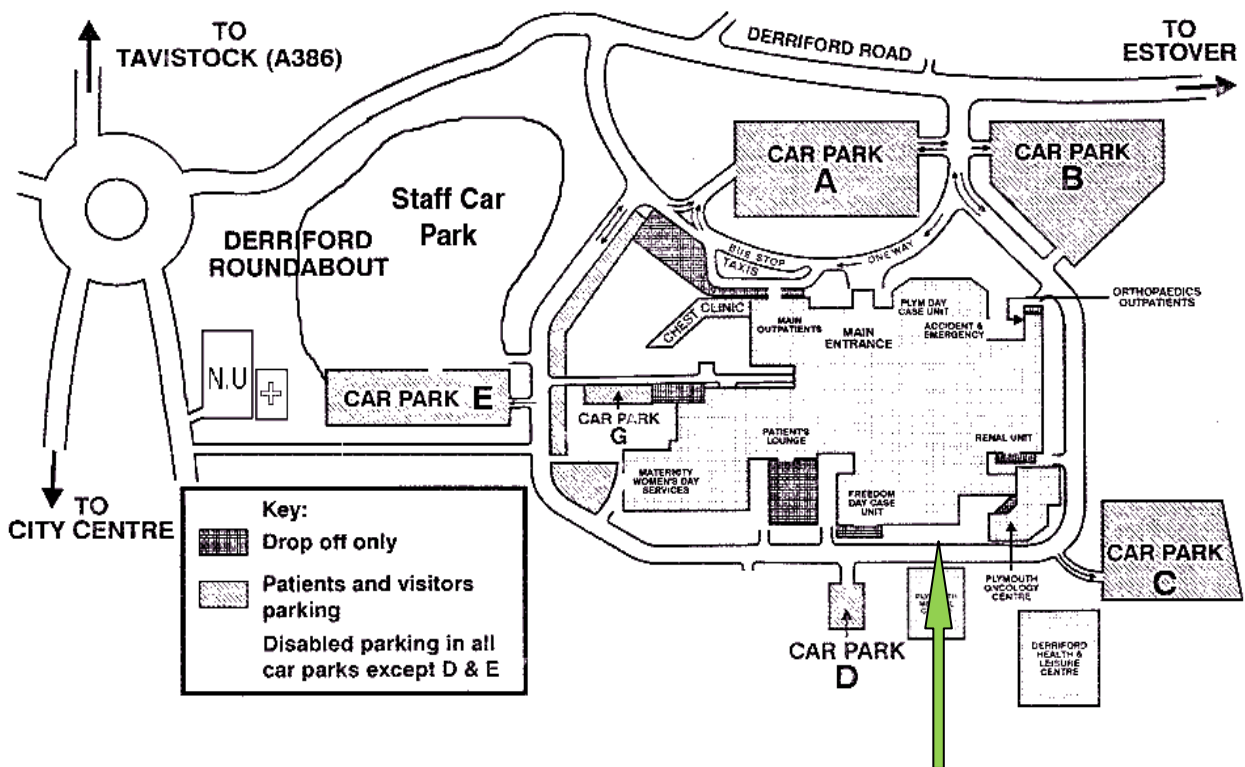 TO
TAVISTOCK (A386)
DERRIFORD ROAD
TO
ESTOVER
CAR PARK
A
CAR PARK
B
Staff Car
Park
DERRIFORD
ROUNDABOUT
BUS STOP
TAXIS
ONE WAY
CHEST CLINIC
MAIN
OUTPATIENTS
MAIN
ENTRANCE
PLYM DAY
CASE UNIT
ACCIDENT &
EMERGENCY
ORTHOPAEDICS
OUTPATIENTS
N.U
CAR PARK E
CAR PARK
G
PATIENT'S
LOUNGE
RENAL UNIT
MATERICTY
WOMEN'S DAY
SERVICES
FREEDOM
DAY CASE
UNIT
TO
CITY CENTRE
Key:
Drop off only
Patients and visitors
parking
Disabled parking in all
car parks except D & E
CAR PARK
C
PLYMOUTH
ONCOLOGY
CENTRE
CAR PARK
D
DERRIFORD
HEALTH &
LEISURE
CENTRE